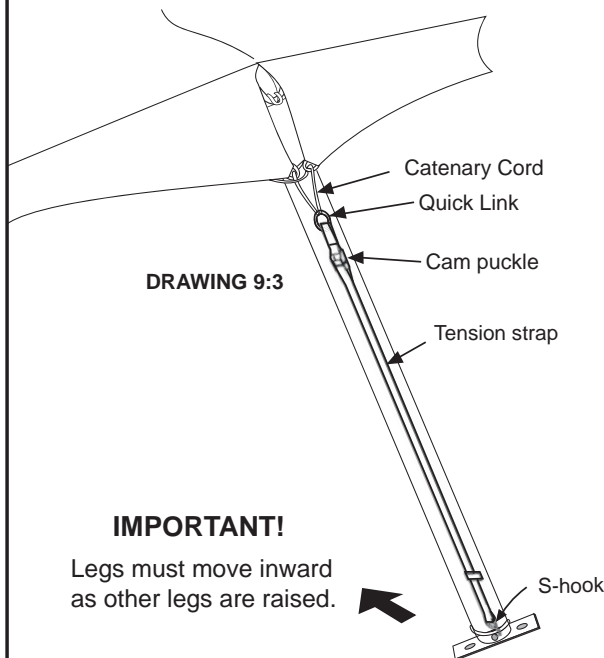 Catenary Cord
Quick Link
Cam puckle
DRAWING 9:3
Tension strap
IMPORTANT!
Legs must move inward
as other legs are raised.
S-hook